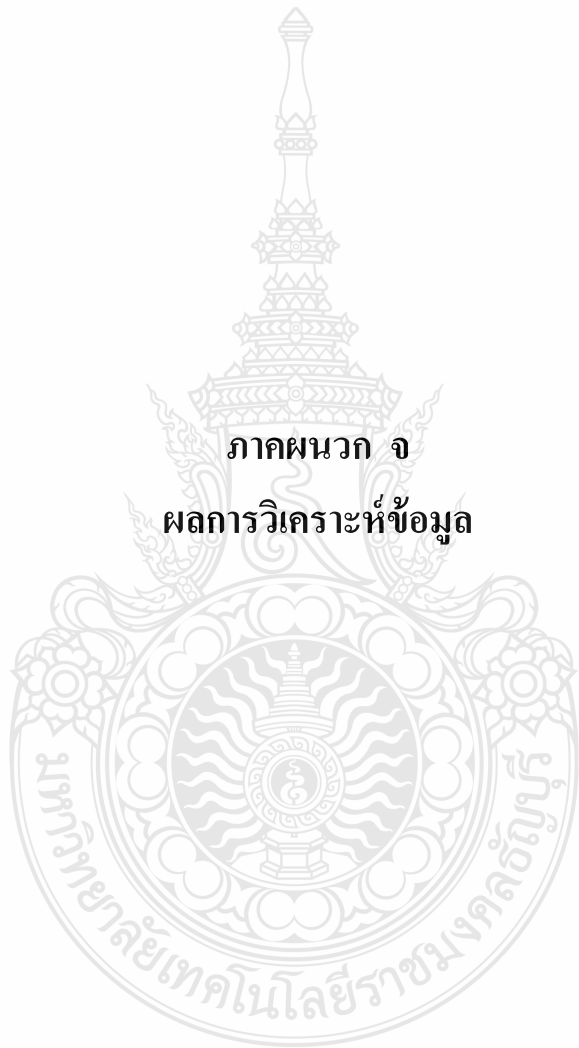 ภาคผนวก จ
ผลการวิเคราะห์ข้อมูล
มหาวิทยาลัยเทคโนโลยีราชมงคลธัญบุรี